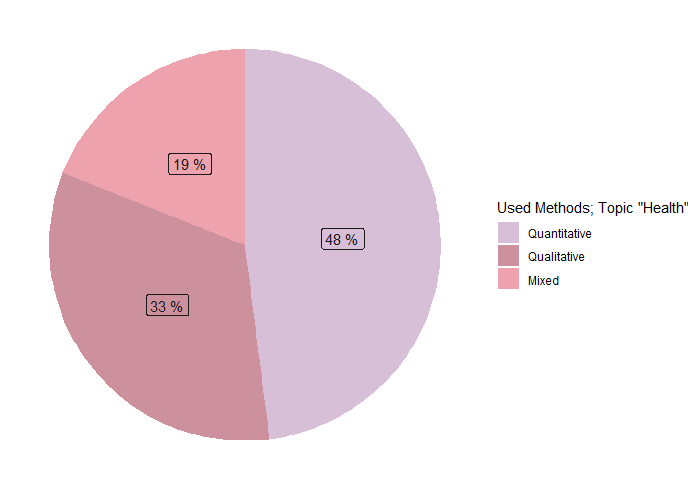 19 %
48 %
33 %
Used Methods; Topic "Health"
Quantitative
Qualitative
Mixed